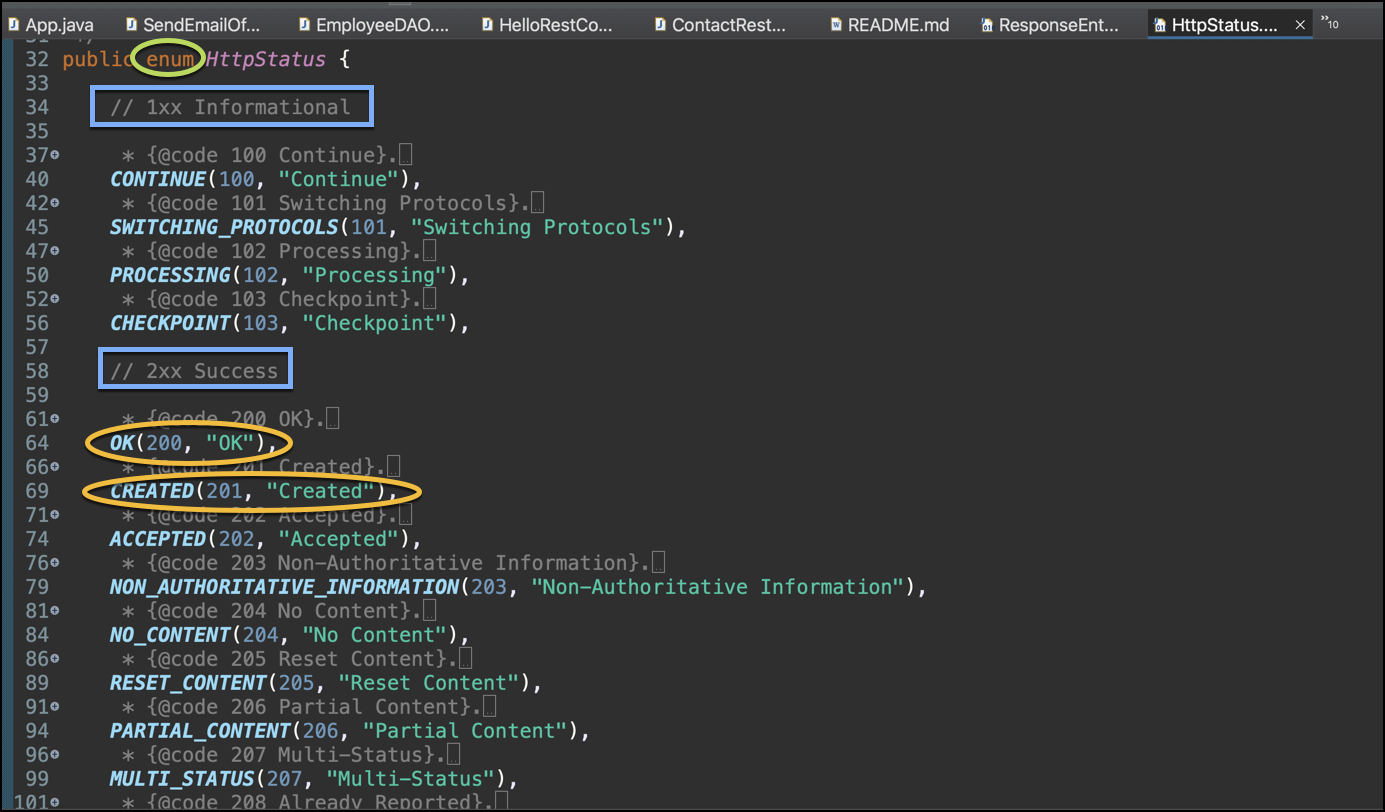 App.java SendEmailOf... EmployeeDAO.... HelloRestCo... ContactRest... README.md ResponseEnt... HttpStatus.... »10
32 public enum HttpStatus {
33
34 // 1xx Informational
35
37 * {@code 100 Continue}.
40 CONTINUE(100, "Continue"),
42 * {@code 101 Switching Protocols}.
45 SWITCHING_PROTOCOLS(101, "Switching Protocols"),
47 * {@code 102 Processing}.
50 PROCESSING(102, "Processing"),
52 * {@code 103 Checkpoint}.
56 CHECKPOINT(103, "Checkpoint"),
57
58 // 2xx Success
59
61 * {@code 200 OK}.
64 OK(200, "OK"),
66 * {@code 201 Created}.
69 CREATED(201, "Created"),
71 * {@code 202 Accepted}.
74 ACCEPTED(202, "Accepted"),
76 * {@code 203 Non-Authoritative Information}.
79 NON_AUTHORITATIVE_INFORMATION(203, "Non-Authoritative Information"),
81 * {@code 204 No Content}.
84 NO_CONTENT(204, "No Content"),
86 * {@code 205 Reset Content}.
89 RESET_CONTENT(205, "Reset Content"),
91 * {@code 206 Partial Content}.
94 PARTIAL_CONTENT(206, "Partial Content"),
96 * {@code 207 Multi-Status}.
99 MULTI_STATUS(207, "Multi-Status"),
101 * {@code 208 Already Reported}.